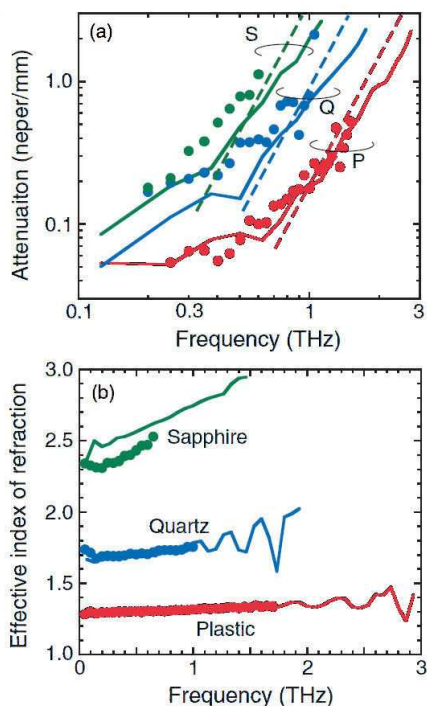 (a)
S
Q
P
1.0
0.1
Attenuaiton (neper/mm)
0.1
0.3
1.0
3.0
Frequency (THz)
(b)
3.0
2.5
2.0
1.5
1.0
Effective index of refraction
Sapphire
Quartz
Plastic
0
1
2
3
Frequency (THz)